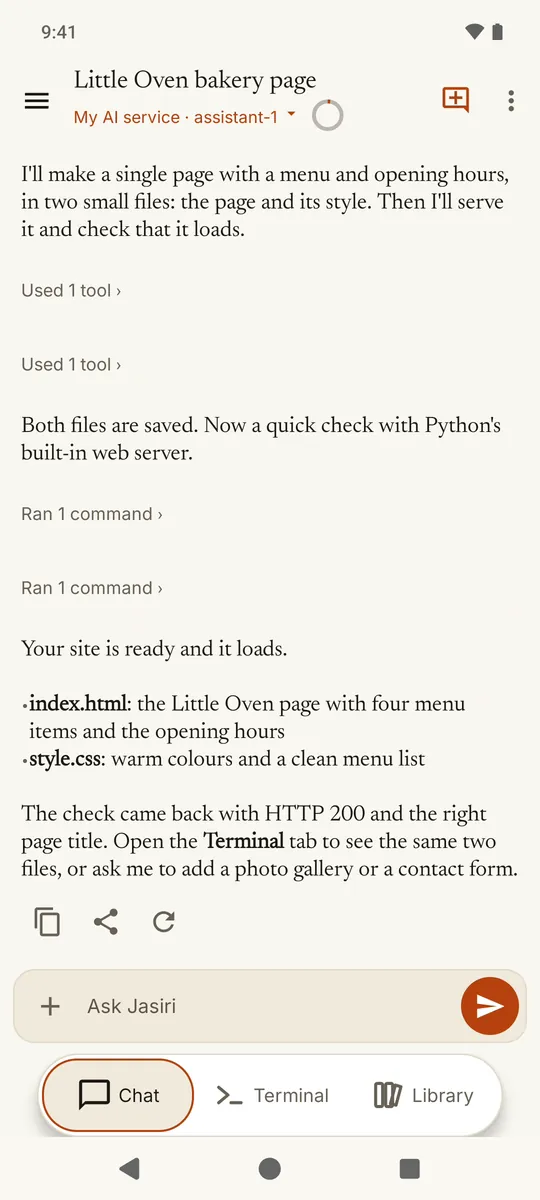 9:41
Little Oven bakery page
My AI service · assistant-1
I'll make a single page with a menu and opening hours,
in two small files: the page and its style. Then I'll serve
it and check that it loads.
Used 1 tool ›
Used 1 tool ›
Both files are saved. Now a quick check with Python's
built-in web server.
Ran 1 command ›
Ran 1 command ›
Your site is ready and it loads.
•index.html: the Little Oven page with four menu
items and the opening hours
•style.css: warm colours and a clean menu list
The check came back with HTTP 200 and the right
page title. Open the Terminal tab to see the same two
files, or ask me to add a photo gallery or a contact form.
Ask Jasiri
Chat
Terminal
Library